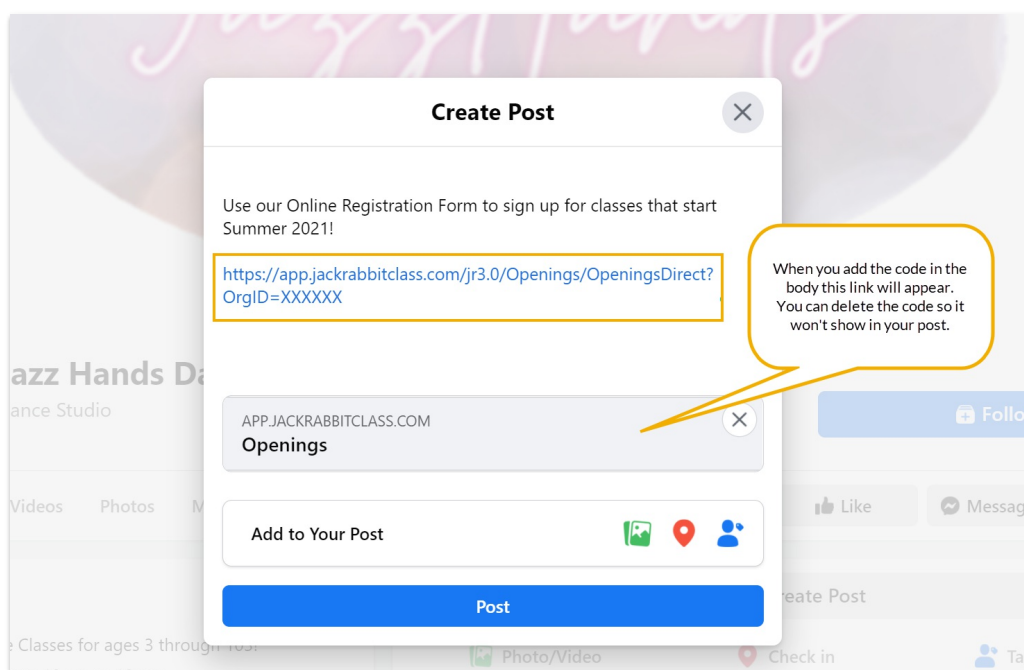 Jazz Hands
Create Post
Use our Online Registration Form to sign up for classes that start
Summer 2021!
https://app.jackrabbitclass.com/jr3.0/Openings/OpeningsDirect?
OrgID=XXXXXX
When you add the code in the
body this link will appear.
You can delete the code so it
won't show in your post.
azz Hands Da
ance Studio
APP.JACKRABBITCLASS.COM
Openings
Follo
Videos
Photos
M
Like
Messag
Add to Your Post
Post
reate Post
Classes for ages 3 through 103!
Photo/Video
Check in
Ta